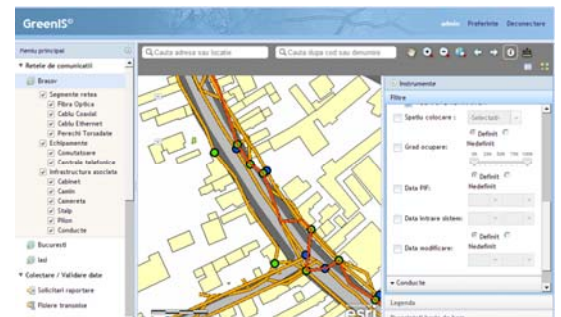 GreenIS®
admin Preferinte Deconectare
Meniu principal
Cauta adresa sau locatie
Cauta dupa cod sau denumire
Retele de comunicatii
Brasov
Segmente retea
Fibra Optica
Cablu Coaxial
Cablu Ethernet
Perechi Torsadate
Echipamente
Comutatoare
Centrale telefonice
Infrastructura asociata
Cabinet
Camin
Camereta
Stalp
Pilon
Conducte
Bucuresti
Iasi
Colectare / Validare date
Solicitari raportare
Fisiere transmise
Instrumente
Filtre
Spatiu colocare :
Selectati
Definit
Nedefinit
Grad ocupare:
Definit
Nedefinit
Data PIF:
Definit
Nedefinit
Data intrare sistem:
Data modificare:
Conducte
Legenda
esri